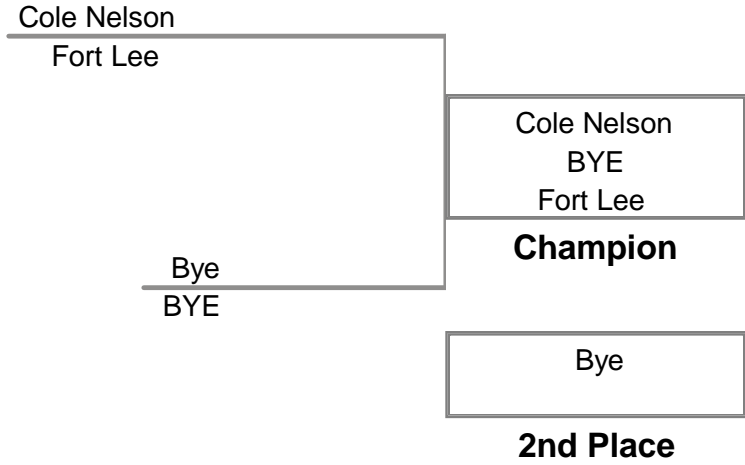 Cole Nelson
Fort Lee
Cole Nelson
BYE
Fort Lee
Champion
Bye
BYE
Bye
2nd Place